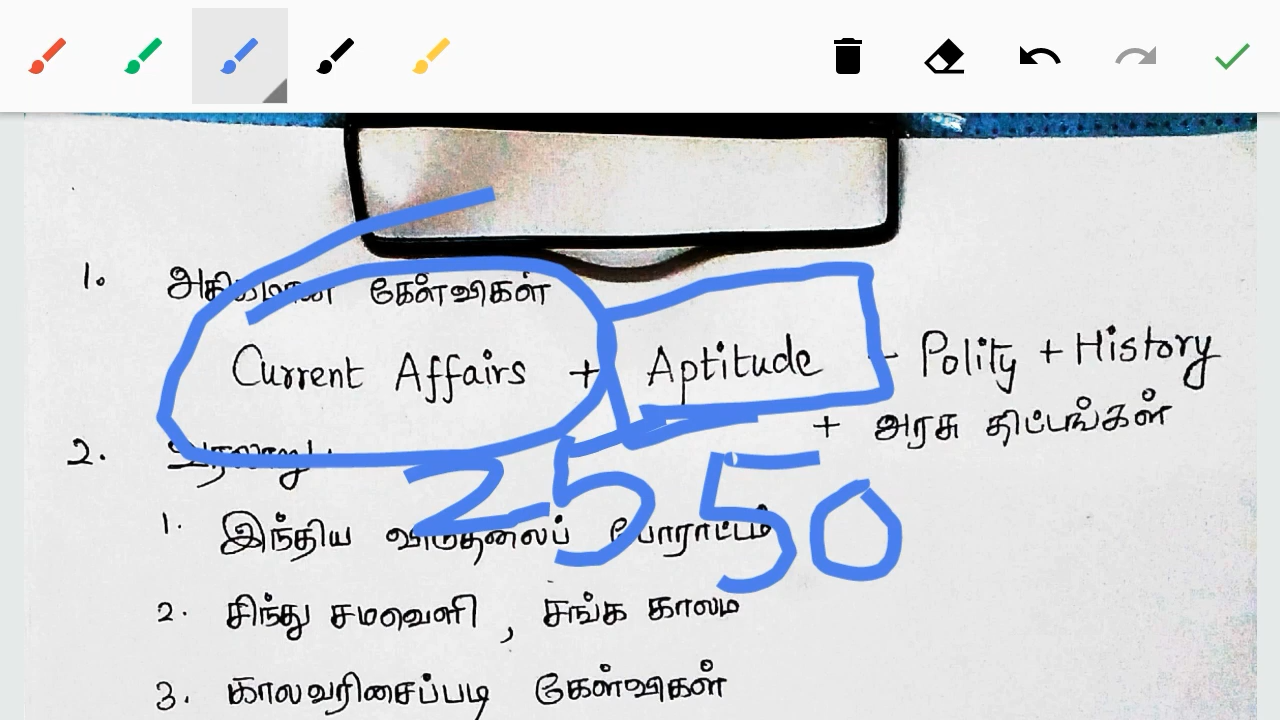 1. அதிகமான கேள்விகள்
Current Affairs + Aptitude + Polity + History
+ அரசு திட்டங்கள்
2. வரலாறு
25 50
1. இந்திய விடுதலைப் போராட்டம்
2. சிந்து சமவெளி , சங்க காலம்
3. காலவரிசைப்படி கேள்விகள்